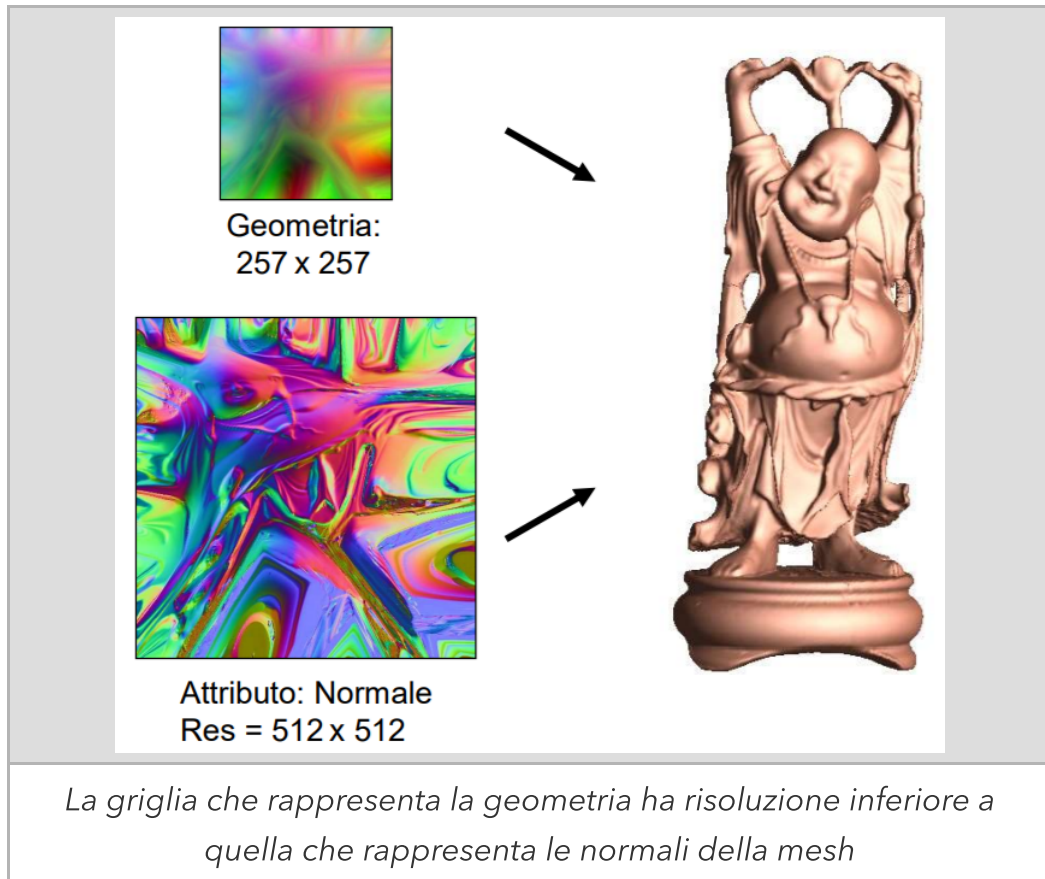 Geometria:
257 x 257
Attributo: Normale
Res = 512 x 512
La griglia che rappresenta la geometria ha risoluzione inferiore a
quella che rappresenta le normali della mesh